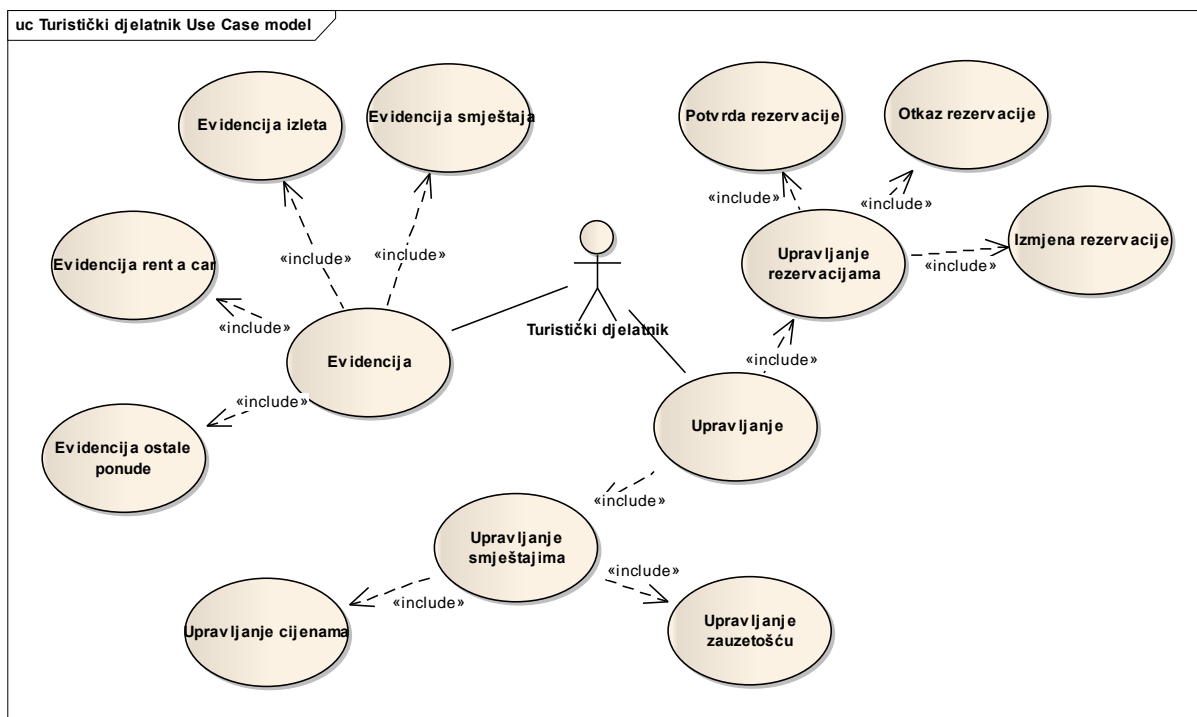 uc Turistički djelatnik Use Case model
Evidencija izleta
Evidencija smještaja
Potvrda rezervacije
Otkaz rezervacije
«include»
«include»
Izmjena rezervacije
«include»
Upravljanje
rezervacijama
«include»
«include»
Evidencija rent a car
«include»
Turistički djelatnik
«include»
Evidencija
«include»
Upravljanje
Evidencija ostale
ponude
«include»
Upravljanje
smještajima
«include»
«include»
Upravljanje cijenama
Upravljanje
zauzetošću